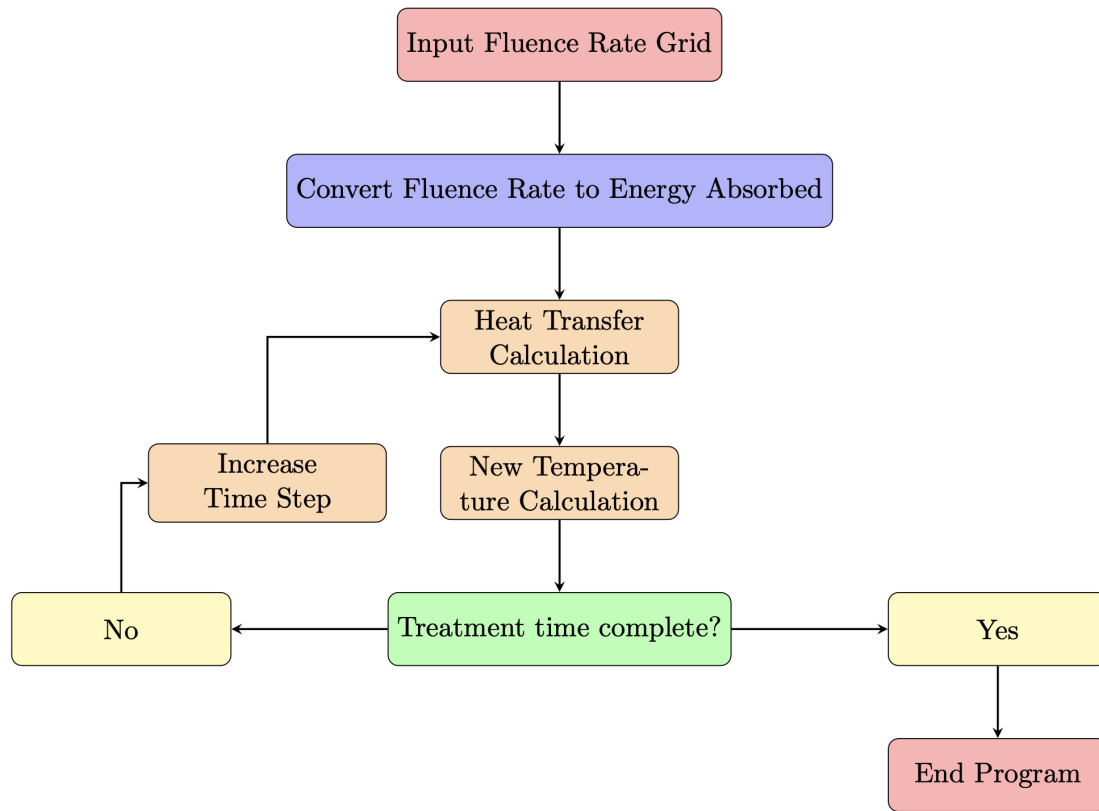 Input Fluence Rate Grid
Convert Fluence Rate to Energy Absorbed
Heat Transfer
Calculation
Increase
Time Step
New Tempera-
ture Calculation
No
Treatment time complete?
Yes
End Program